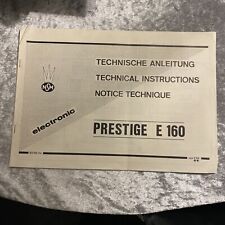 TECHNISCHE ANLEITUNG
TECHNICAL INSTRUCTIONS
NOTICE TECHNIQUE
NSM
electronic
PRESTIGE E 160